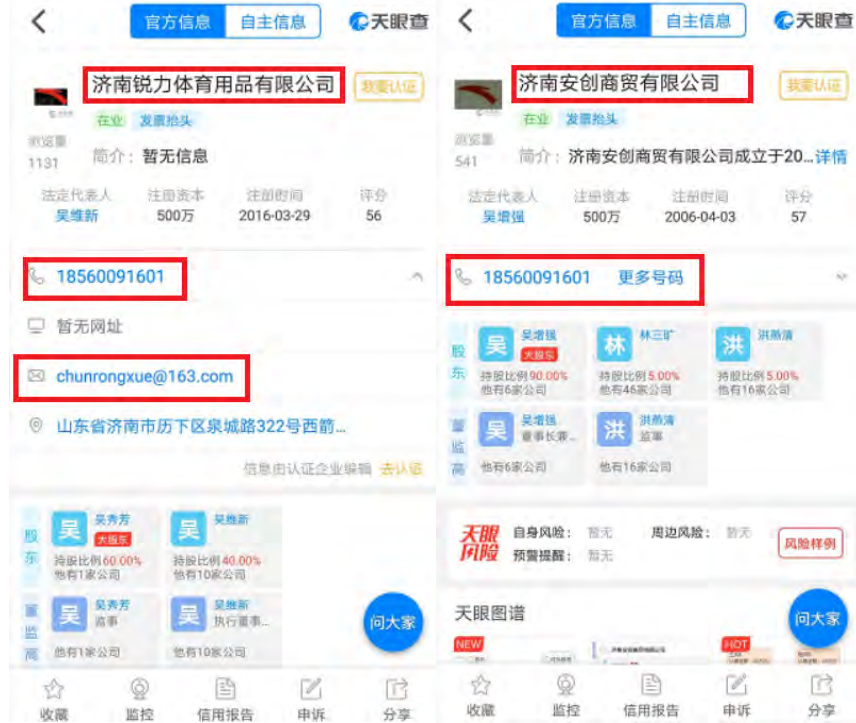 官方信息 自主信息 天眼查
济南锐力体育用品有限公司 我要认证
在业 发票抬头
浏览量
1131
简介：暂无信息
法定代表人 注册资本 注册时间 评分
吴维新 500万 2016-03-29 56
18560091601
暂无网址
chunrongxue@163.com
山东省济南市历下区泉城路322号西箭...
信息由认证企业编辑 去认证
股东
吴 吴秀芳
大股东
持股比例60.00%
他有1家公司
吴 吴维新
持股比例40.00%
他有10家公司
董监高
吴 吴秀芳
监事
他有1家公司
吴 吴维新
执行董事...
他有10家公司
问大家
收藏 监控 信用报告 申诉 分享
官方信息 自主信息 天眼查
济南安创商贸有限公司 我要认证
在业 发票抬头
浏览量
541
简介：济南安创商贸有限公司成立于20...详情
法定代表人 注册资本 注册时间 评分
吴增强 500万 2006-04-03 57
18560091601 更多号码
股东
吴 吴增强
大股东
持股比例90.00%
他有6家公司
林 林三旷
持股比例5.00%
他有46家公司
洪 洪燕清
持股比例5.00%
他有16家公司
董监高
吴 吴增强
董事长兼...
他有6家公司
洪 洪燕清
监事
他有16家公司
天眼风险
自身风险：暂无 周边风险：暂无
预警提醒：暂无
风险样例
天眼图谱
NEW HOT
问大家
收藏 监控 信用报告 申诉 分享